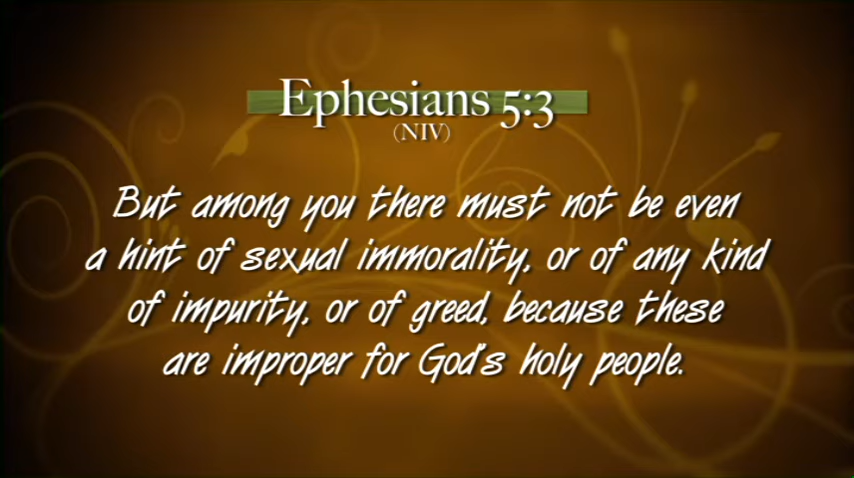 Ephesians 5:3
(NIV)
But among you there must not be even
a hint of sexual immorality, or of any kind
of impurity, or of greed, because these
are improper for God's holy people.